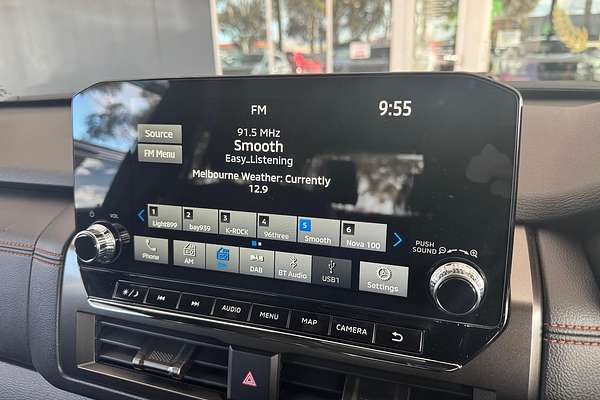 FM
9:55
Source
FM Menu
91.5 MHz
Smooth
Easy_Listening
Melbourne Weather: Currently
12.9
1 Light899
2 bay939
3 K-ROCK
4 96three
5 Smooth
6 Nova 100
VOL
PUSH
SOUND
Phone
AM
FM
DAB
BT Audio
USB1
Settings
AUDIO
MENU
MAP
CAMERA